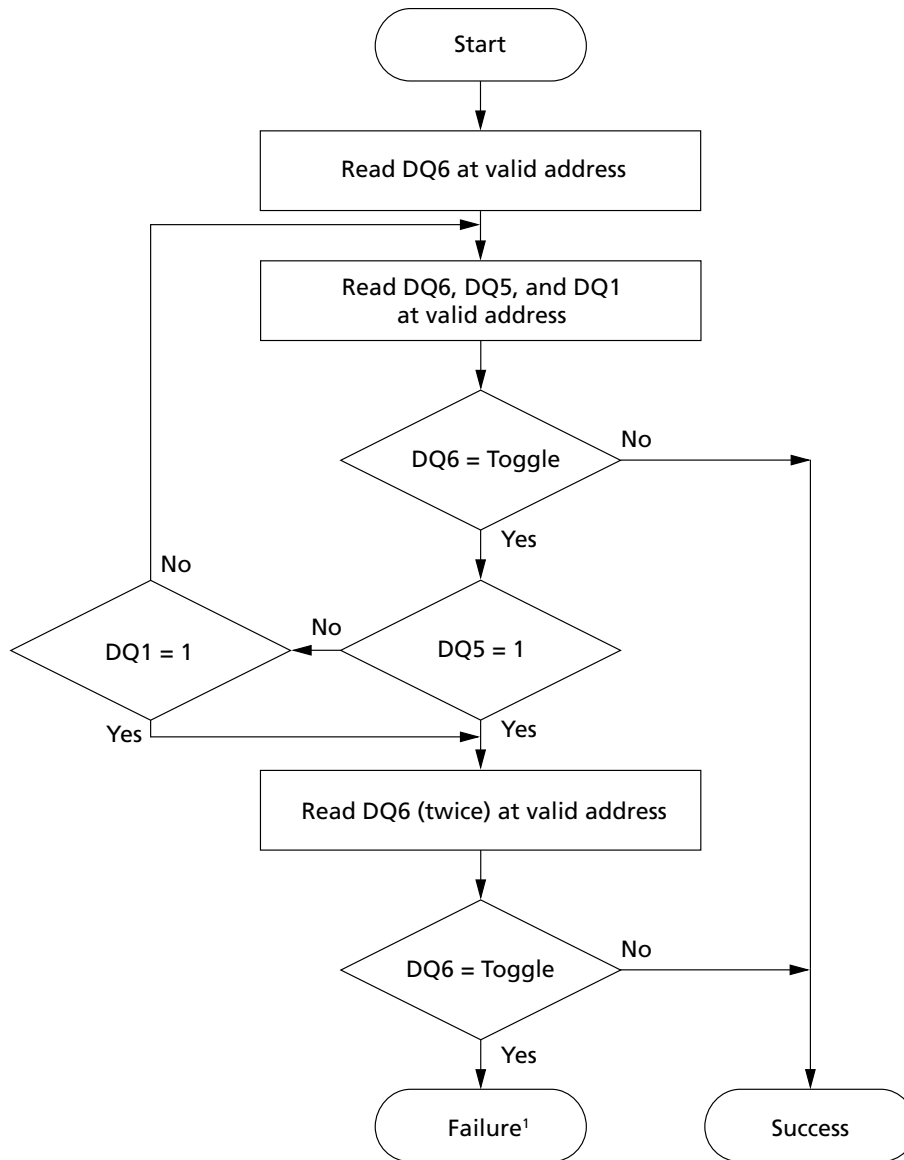 Start
Read DQ6 at valid address
Read DQ6, DQ5, and DQ1
at valid address
DQ6 = Toggle
No
Yes
No
DQ1 = 1
No
DQ5 = 1
Yes
Yes
Read DQ6 (twice) at valid address
DQ6 = Toggle
No
Yes
Failure¹
Success